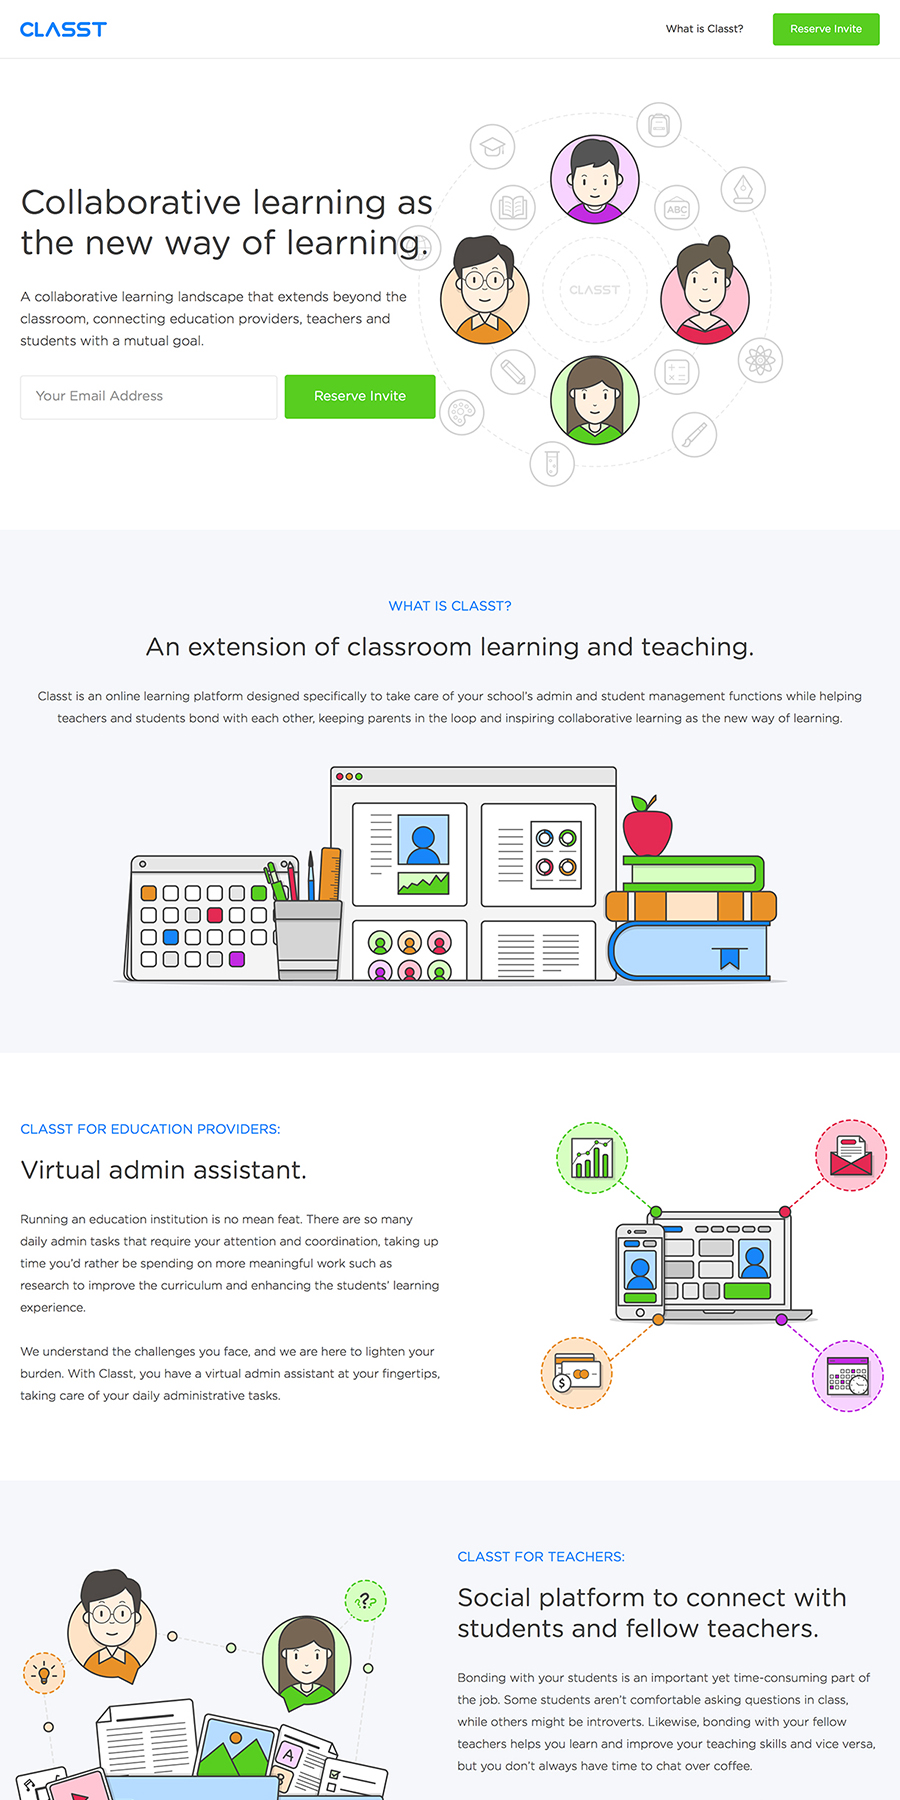 CLASST
What is Classt?
Reserve Invite
Collaborative learning as
the new way of learning.
A collaborative learning landscape that extends beyond the
classroom, connecting education providers, teachers and
students with a mutual goal.
Your Email Address
Reserve Invite
ABC
CLASST
WHAT IS CLASST?
An extension of classroom learning and teaching.
Classt is an online learning platform designed specifically to take care of your school’s admin and student management functions while helping
teachers and students bond with each other, keeping parents in the loop and inspiring collaborative learning as the new way of learning.
CLASST FOR EDUCATION PROVIDERS:
Virtual admin assistant.
Running an education institution is no mean feat. There are so many
daily admin tasks that require your attention and coordination, taking up
time you’d rather be spending on more meaningful work such as
research to improve the curriculum and enhancing the students’ learning
experience.
We understand the challenges you face, and we are here to lighten your
burden. With Classt, you have a virtual admin assistant at your fingertips,
taking care of your daily administrative tasks.
$
CLASST FOR TEACHERS:
Social platform to connect with
students and fellow teachers.
Bonding with your students is an important yet time-consuming part of
the job. Some students aren’t comfortable asking questions in class,
while others might be introverts. Likewise, bonding with your fellow
teachers helps you learn and improve your teaching skills and vice versa,
but you don’t always have time to chat over coffee.
???
A
B